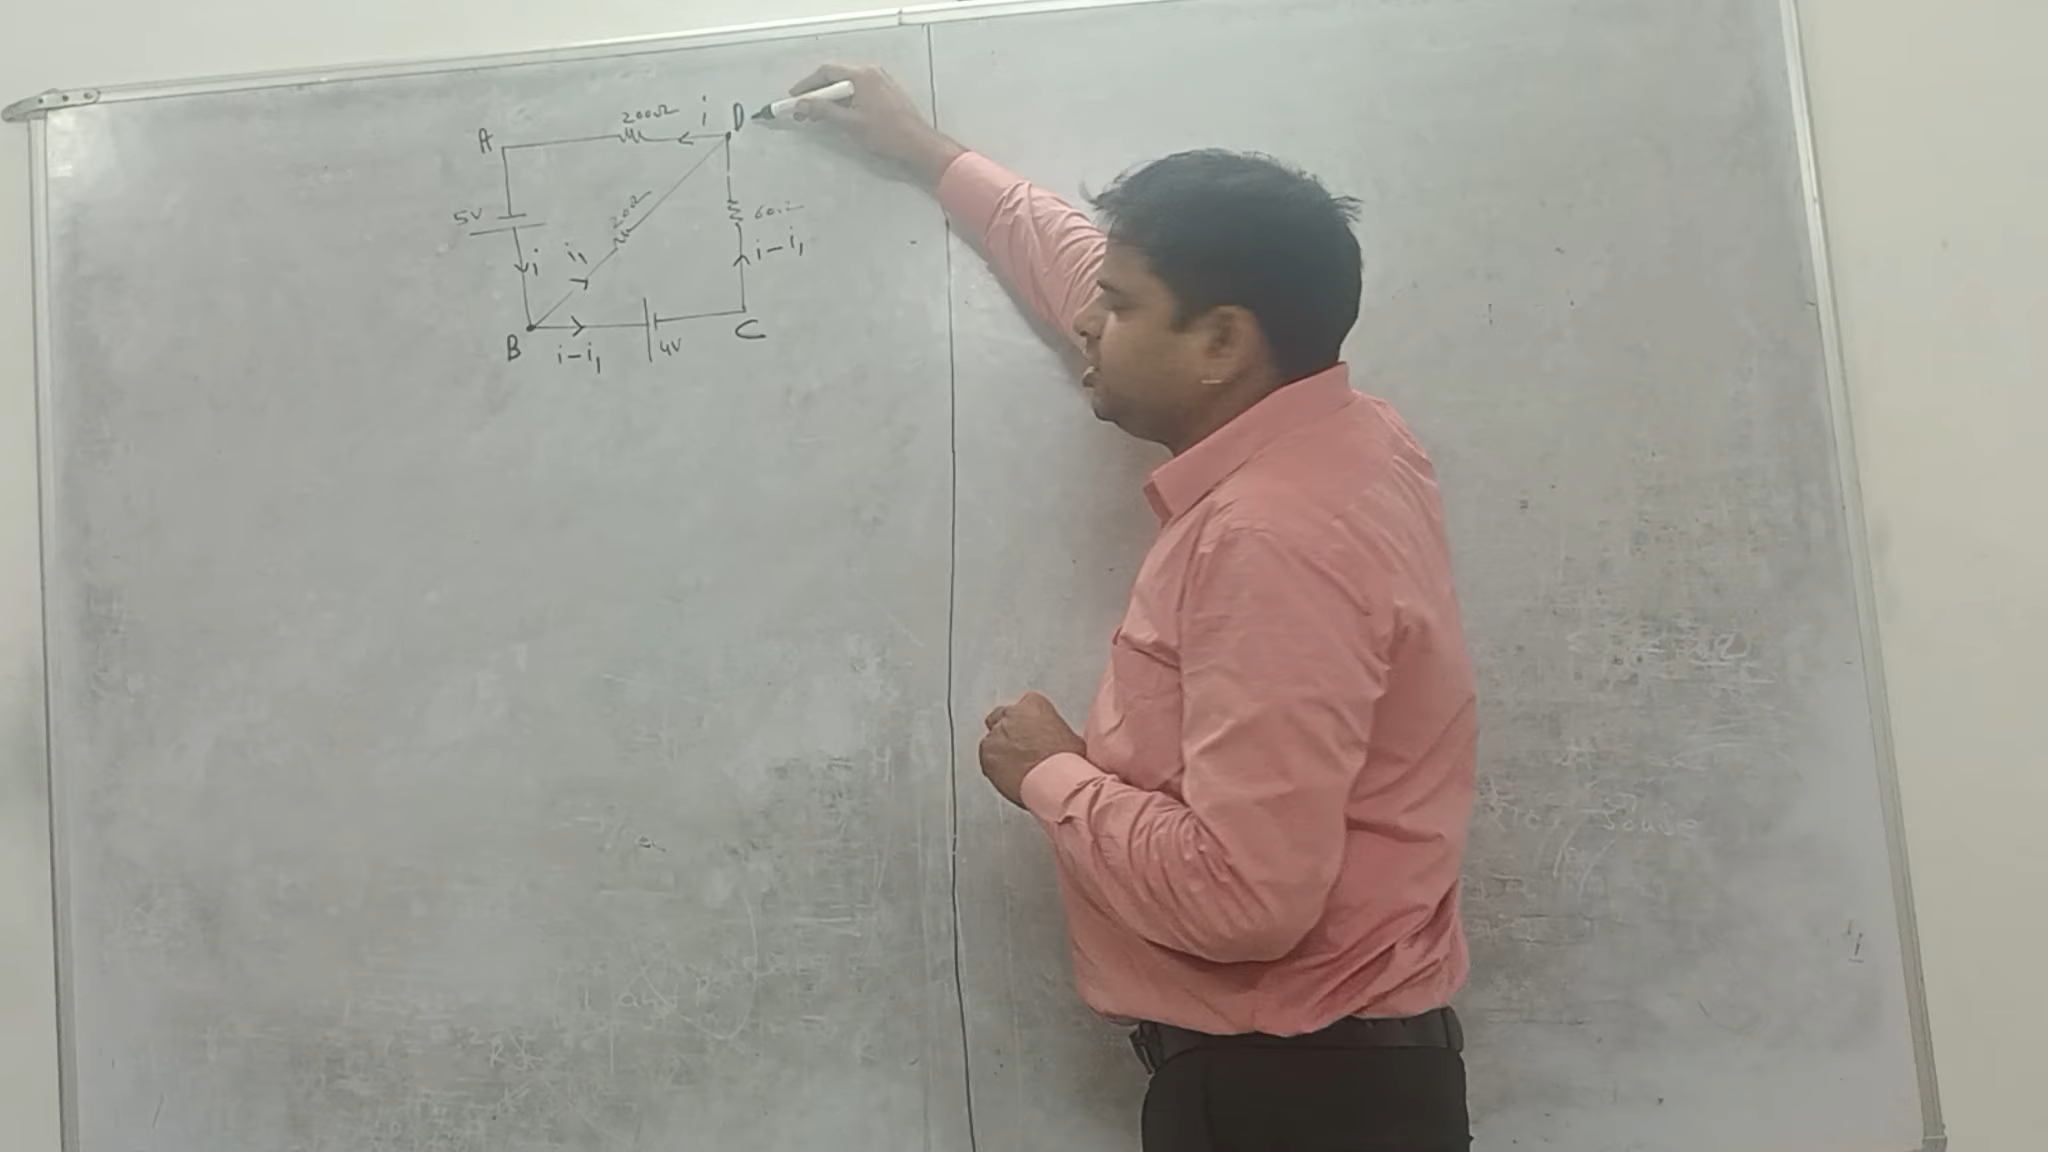 200Ω i D
A
20Ω
5V 60Ω
i i₁ i-i₁
B i-i₁ 4V C